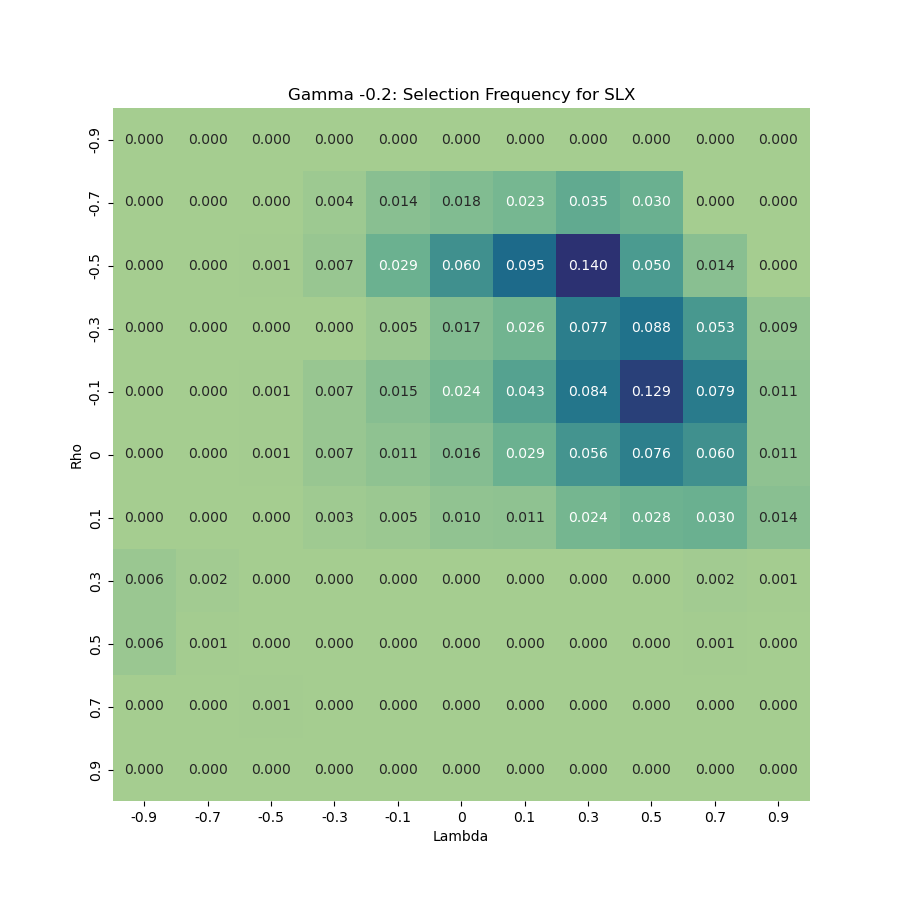 Gamma -0.2: Selection Frequency for SLX
-0.9 0.000 0.000 0.000 0.000 0.000 0.000 0.000 0.000 0.000 0.000 0.000
-0.7 0.000 0.000 0.000 0.004 0.014 0.018 0.023 0.035 0.030 0.000 0.000
-0.5 0.000 0.000 0.001 0.007 0.029 0.060 0.095 0.140 0.050 0.014 0.000
-0.3 0.000 0.000 0.000 0.000 0.005 0.017 0.026 0.077 0.088 0.053 0.009
-0.1 0.000 0.000 0.001 0.007 0.015 0.024 0.043 0.084 0.129 0.079 0.011
Rho
0 0.000 0.000 0.001 0.007 0.011 0.016 0.029 0.056 0.076 0.060 0.011
0.1 0.000 0.000 0.000 0.003 0.005 0.010 0.011 0.024 0.028 0.030 0.014
0.3 0.006 0.002 0.000 0.000 0.000 0.000 0.000 0.000 0.000 0.002 0.001
0.5 0.006 0.001 0.000 0.000 0.000 0.000 0.000 0.000 0.000 0.001 0.000
0.7 0.000 0.000 0.001 0.000 0.000 0.000 0.000 0.000 0.000 0.000 0.000
0.9 0.000 0.000 0.000 0.000 0.000 0.000 0.000 0.000 0.000 0.000 0.000
-0.9 -0.7 -0.5 -0.3 -0.1 0 0.1 0.3 0.5 0.7 0.9
Lambda